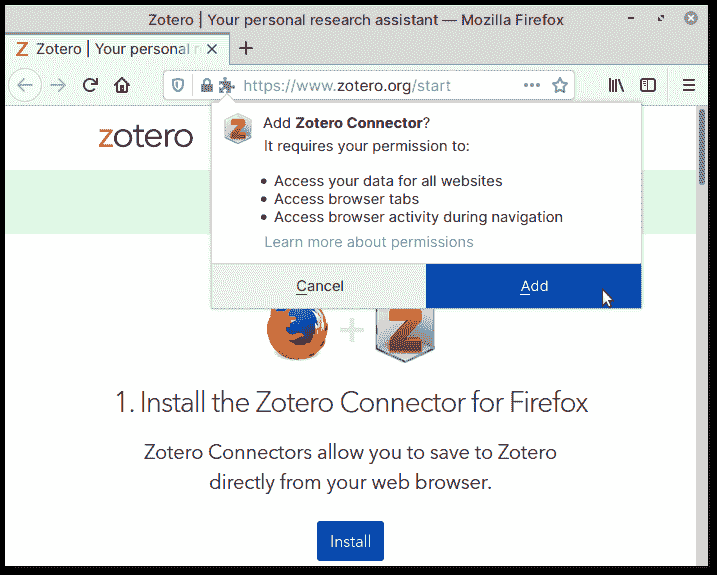 Zotero | Your personal research assistant — Mozilla Firefox
Zotero | Your personal r
https://www.zotero.org/start
zotero
Add Zotero Connector?
It requires your permission to:
• Access your data for all websites
• Access browser tabs
• Access browser activity during navigation
Learn more about permissions
Cancel
Add
1. Install the Zotero Connector for Firefox
Zotero Connectors allow you to save to Zotero
directly from your web browser.
Install